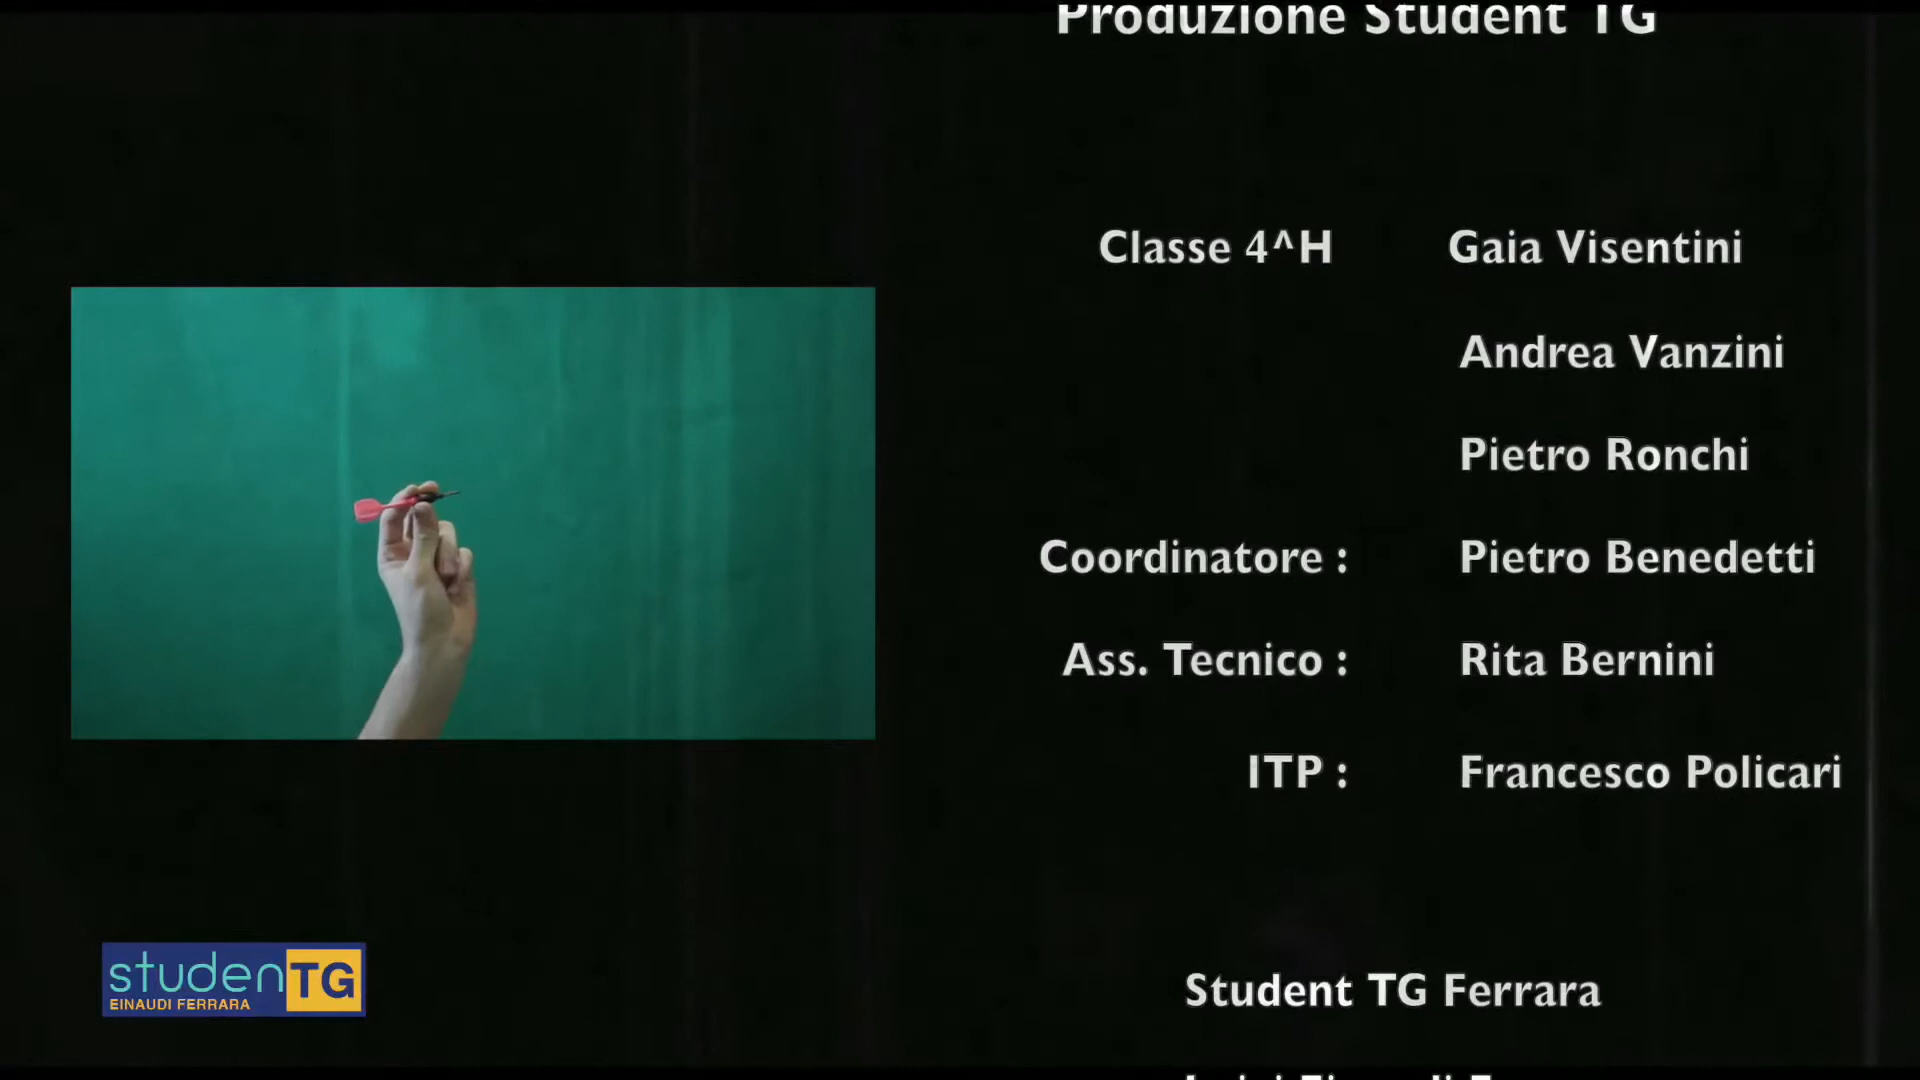 Produzione Student TG
Classe 4^H Gaia Visentini
Andrea Vanzini
Pietro Ronchi
Coordinatore : Pietro Benedetti
Ass. Tecnico : Rita Bernini
ITP : Francesco Policari
Student TG Ferrara
studenTG
EINAUDI FERRARA